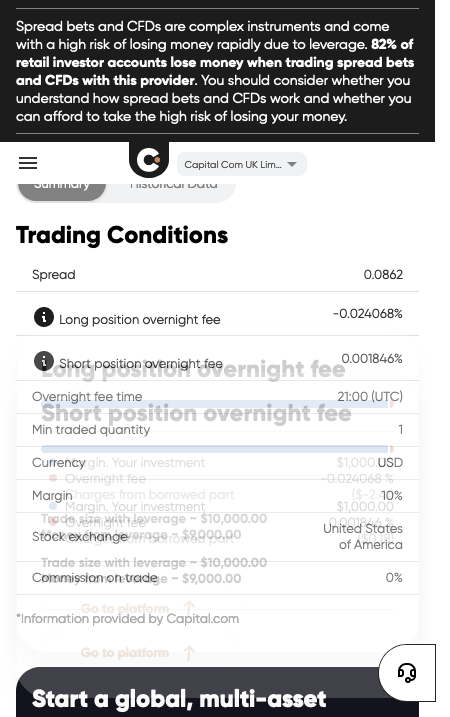 Spread bets and CFDs are complex instruments and come
with a high risk of losing money rapidly due to leverage. 82% of
retail investor accounts lose money when trading spread bets
and CFDs with this provider. You should consider whether you
understand how spread bets and CFDs work and whether you
can afford to take the high risk of losing your money.
Capital Com UK Lim...
Summary Historical Data
Trading Conditions
Spread 0.0862
Long position overnight fee -0.024068%
Short position overnight fee 0.001846%
Long position overnight fee
Overnight fee time 21:00 (UTC)
Short position overnight fee
Min traded quantity 1
Currency USD
Margin. Your investment
Overnight fee -0.024068 %
Margin 10%
Charges from borrowed part
Margin. Your investment $1,000.00
Trade size with leverage ~ $10,000.00
Overnight fee 0.001846 %
Stock exchange United States
of America
Money from leverage ~ $9,000.00
Trade size with leverage ~ $10,000.00
Commission on trade 0%
Money from leverage ~ $9,000.00
Go to platform
*Information provided by Capital.com
Go to platform
Start a global, multi-asset